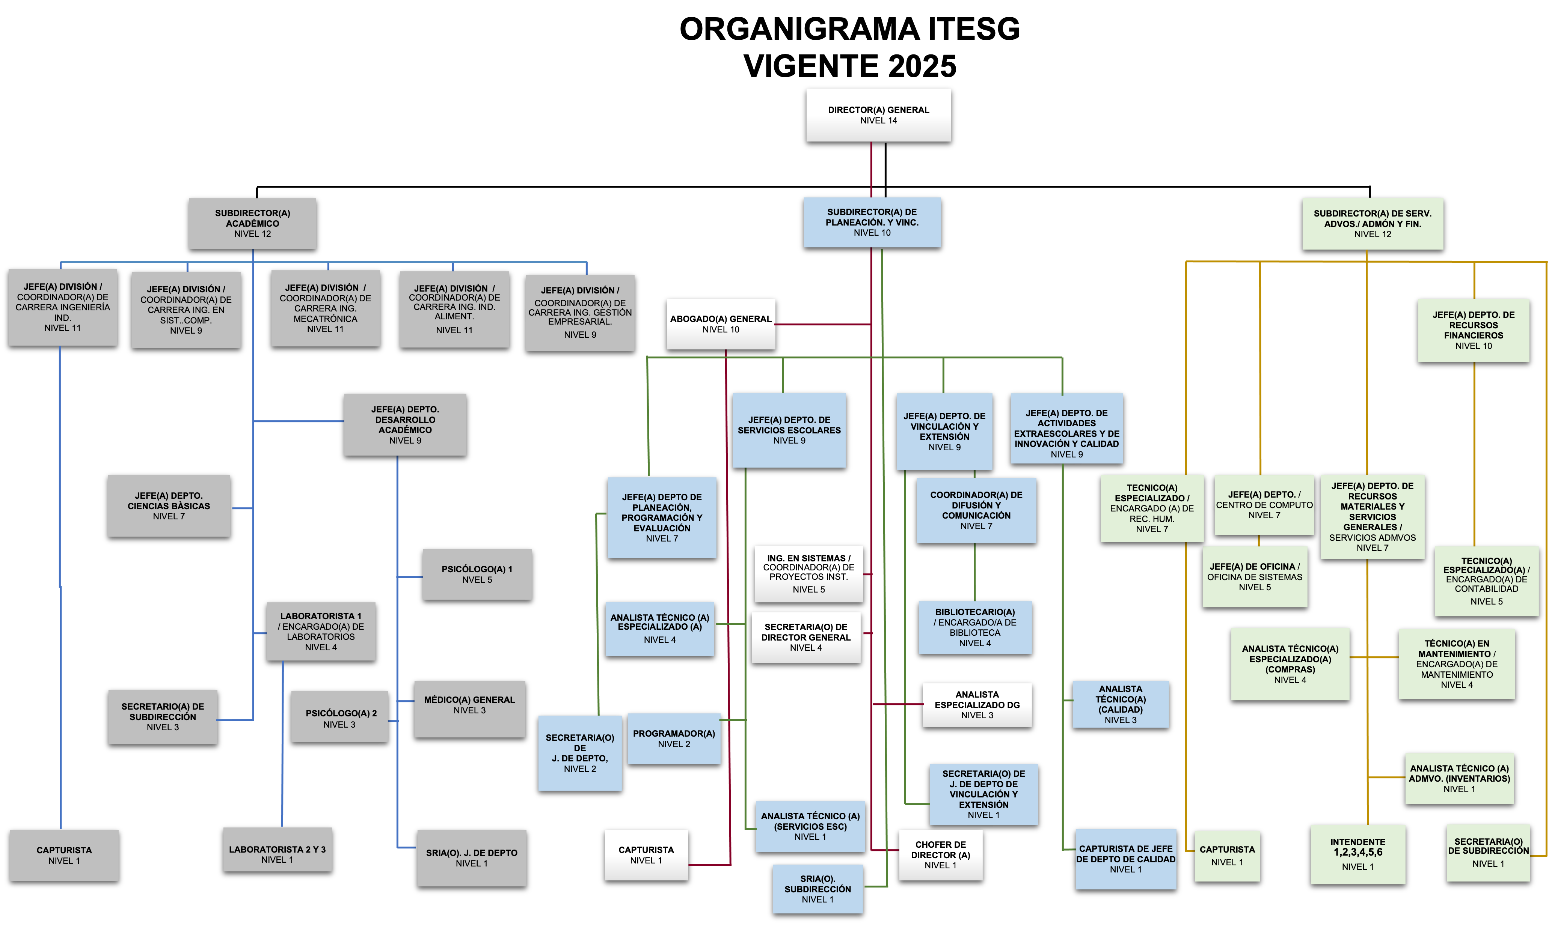 ORGANIGRAMA ITESG
VIGENTE 2025
DIRECTOR(A) GENERAL
NIVEL 14
SUBDIRECTOR(A)
ACADÉMICO
NIVEL 12
SUBDIRECTOR(A) DE
PLANEACIÓN. Y VINC.
NIVEL 10
SUBDIRECTOR(A) DE SERV.
ADVOS./ ADMÓN Y FIN.
NIVEL 12
JEFE(A) DIVISIÓN /
COORDINADOR(A) DE
CARRERA INGENIERÍA
IND.
NIVEL 11
JEFE(A) DIVISIÓN /
COORDINADOR(A) DE
CARRERA ING. EN
SIST. COMP.
NIVEL 9
JEFE(A) DIVISIÓN /
COORDINADOR(A) DE
CARRERA ING.
MECATRÓNICA
NIVEL 11
JEFE(A) DIVISIÓN /
COORDINADOR(A) DE
CARRERA ING. IND.
ALIMENT.
NIVEL 11
JEFE(A) DIVISIÓN /
COORDINADOR(A) DE
CARRERA ING. GESTIÓN
EMPRESARIAL.
NIVEL 9
ABOGADO(A) GENERAL
NIVEL 10
JEFE(A) DEPTO. DE
RECURSOS
FINANCIEROS
NIVEL 10
JEFE(A) DEPTO.
DESARROLLO
ACADÉMICO
NIVEL 9
JEFE(A) DEPTO. DE
SERVICIOS ESCOLARES
NIVEL 9
JEFE(A) DEPTO. DE
VINCULACIÓN Y
EXTENSIÓN
NIVEL 9
JEFE(A) DEPTO. DE
ACTIVIDADES
EXTRAESCOLARES Y DE
INNOVACIÓN Y CALIDAD
NIVEL 9
JEFE(A) DEPTO.
CIENCIAS BÁSICAS
NIVEL 7
JEFE(A) DEPTO DE
PLANEACIÓN,
PROGRAMACIÓN Y
EVALUACIÓN
NIVEL 7
COORDINADOR(A) DE
DIFUSIÓN Y
COMUNICACIÓN
NIVEL 7
TECNICO(A)
ESPECIALIZADO /
ENCARGADO (A) DE
REC. HUM.
NIVEL 7
JEFE(A) DEPTO. /
CENTRO DE COMPUTO
NIVEL 7
JEFE(A) DEPTO. DE
RECURSOS
MATERIALES Y
SERVICIOS
GENERALES /
SERVICIOS ADMVOS
NIVEL 7
PSICÓLOGO(A) 1
NVEL 5
ING. EN SISTEMAS /
COORDINADOR(A) DE
PROYECTOS INST.
NIVEL 5
JEFE(A) DE OFICINA /
OFICINA DE SISTEMAS
NIVEL 5
TECNICO(A)
ESPECIALIZADO(A) /
ENCARGADO(A) DE
CONTABILIDAD
NIVEL 5
LABORATORISTA 1
/ ENCARGADO(A) DE
LABORATORIOS
NIVEL 4
ANALISTA TÉCNICO (A)
ESPECIALIZADO (A)
NIVEL 4
SECRETARIA(O) DE
DIRECTOR GENERAL
NIVEL 4
BIBLIOTECARIO(A)
/ ENCARGADO/A DE
BIBLIOTECA
NIVEL 4
ANALISTA TÉCNICO(A)
ESPECIALIZADO(A)
(COMPRAS)
NIVEL 4
TÉCNICO(A) EN
MANTENIMIENTO /
ENCARGADO(A) DE
MANTENIMIENTO
NIVEL 4
SECRETARIO(A) DE
SUBDIRECCIÓN
NIVEL 3
PSICÓLOGO(A) 2
NIVEL 3
MÉDICO(A) GENERAL
NIVEL 3
SECRETARIA(O)
DE
J. DE DEPTO,
NIVEL 2
PROGRAMADOR(A)
NIVEL 2
ANALISTA
ESPECIALIZADO DG
NIVEL 3
ANALISTA
TÉCNICO(A)
(CALIDAD)
NIVEL 3
SECRETARIA(O) DE
J. DE DEPTO DE
VINCULACIÓN Y
EXTENSIÓN
NIVEL 1
ANALISTA TÉCNICO (A)
ADMVO. (INVENTARIOS)
NIVEL 1
CAPTURISTA
NIVEL 1
LABORATORISTA 2 Y 3
NIVEL 1
SRIA(O). J. DE DEPTO
NIVEL 1
CAPTURISTA
NIVEL 1
ANALISTA TÉCNICO (A)
(SERVICIOS ESC)
NIVEL 1
SRIA(O).
SUBDIRECCIÓN
NIVEL 1
CHOFER DE
DIRECTOR (A)
NIVEL 1
CAPTURISTA DE JEFE
DE DEPTO DE CALIDAD
NIVEL 1
CAPTURISTA
NIVEL 1
INTENDENTE
1,2,3,4,5,6
NIVEL 1
SECRETARIA(O)
DE SUBDIRECCIÓN
NIVEL 1